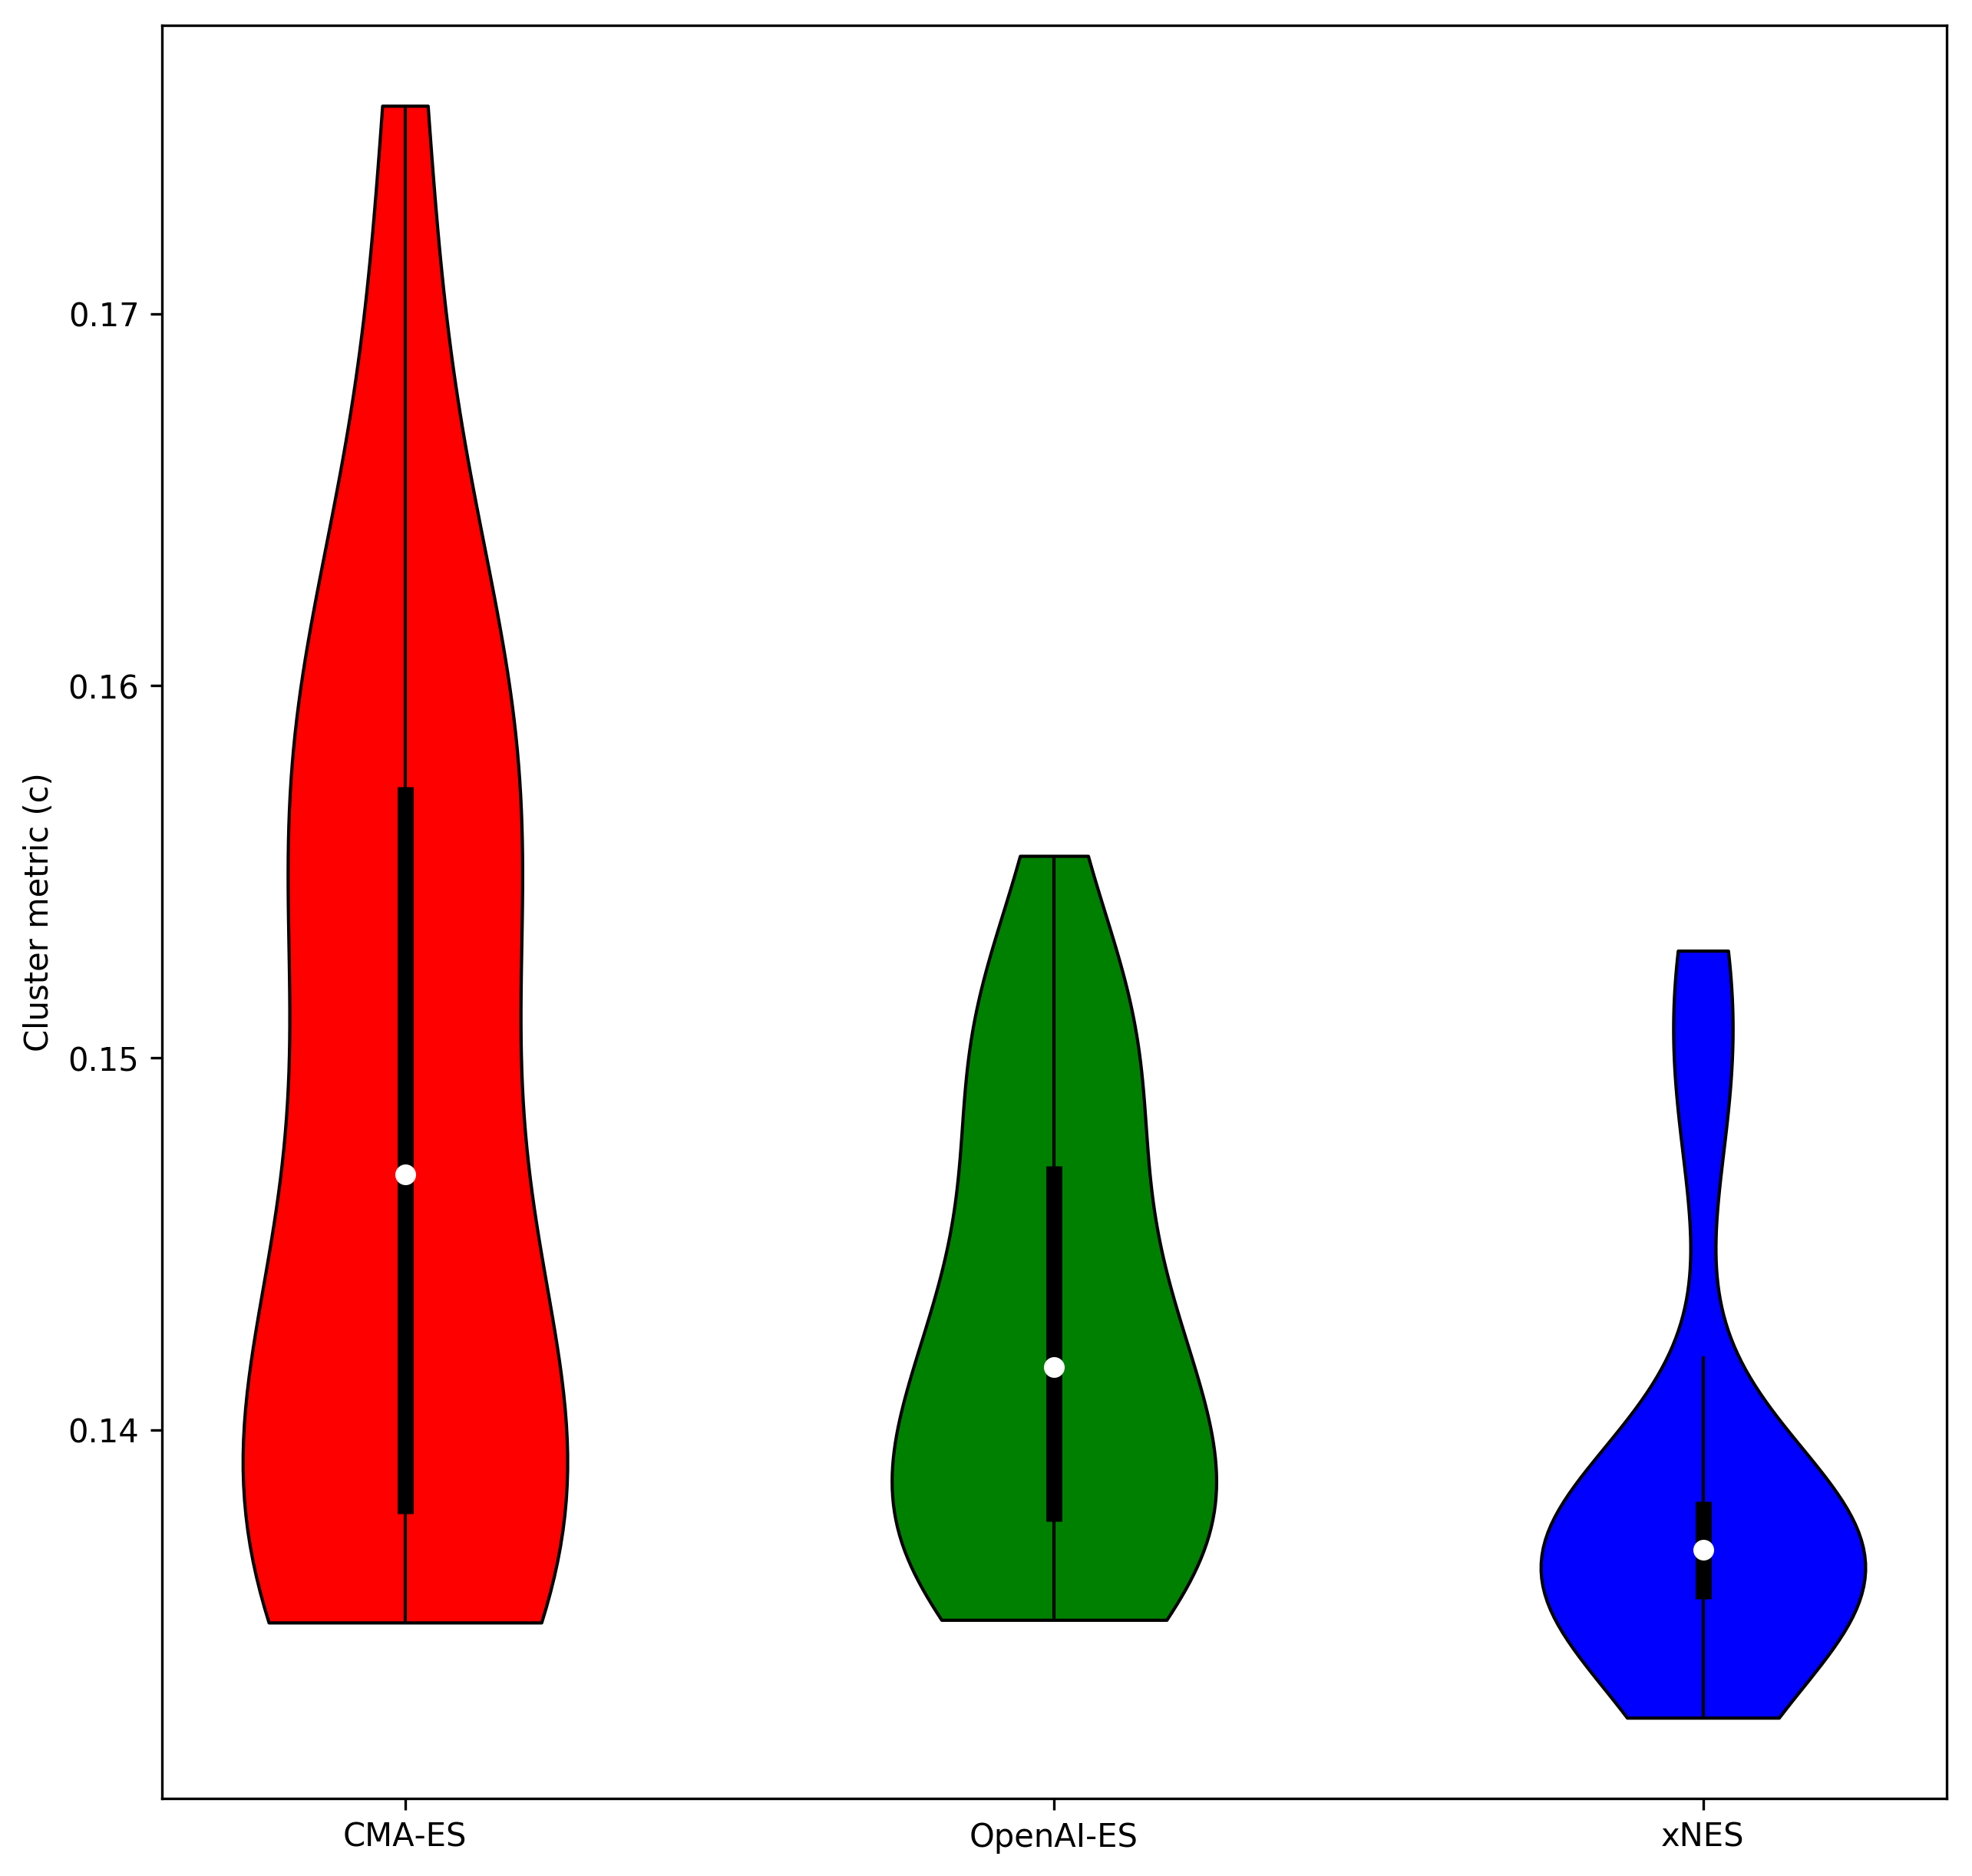 Cluster metric (c)
0.17
0.16
0.15
0.14
CMA-ES
OpenAI-ES
xNES